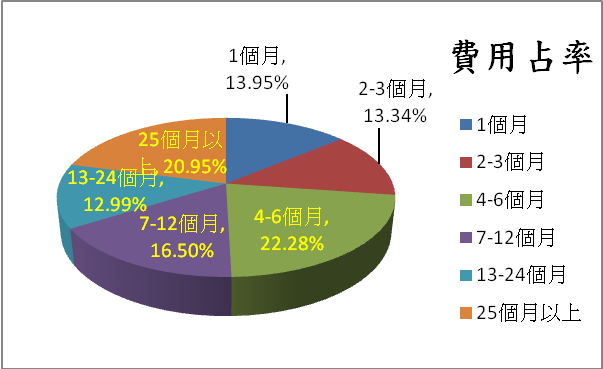 費用占率
1個月,
13.95%
2-3個月,
13.34%
4-6個月,
22.28%
7-12個月,
16.50%
13-24個月,
12.99%
25個月以
上, 20.95%
1個月
2-3個月
4-6個月
7-12個月
13-24個月
25個月以上